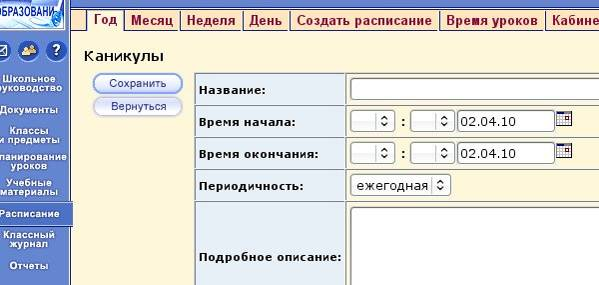 ОБРАЗОВАНИ
Год Месяц Неделя День Создать расписание Время уроков Кабине
Каникулы
Сохранить
Вернуться
Название:
Время начала: : 02.04.10
Время окончания: : 02.04.10
Периодичность: ежегодная
Подробное описание:
?
Школьное
руководство
Документы
Классы
и предметы
ланирование
уроков
Учебные
материалы
Расписание
Классный
журнал
Отчеты